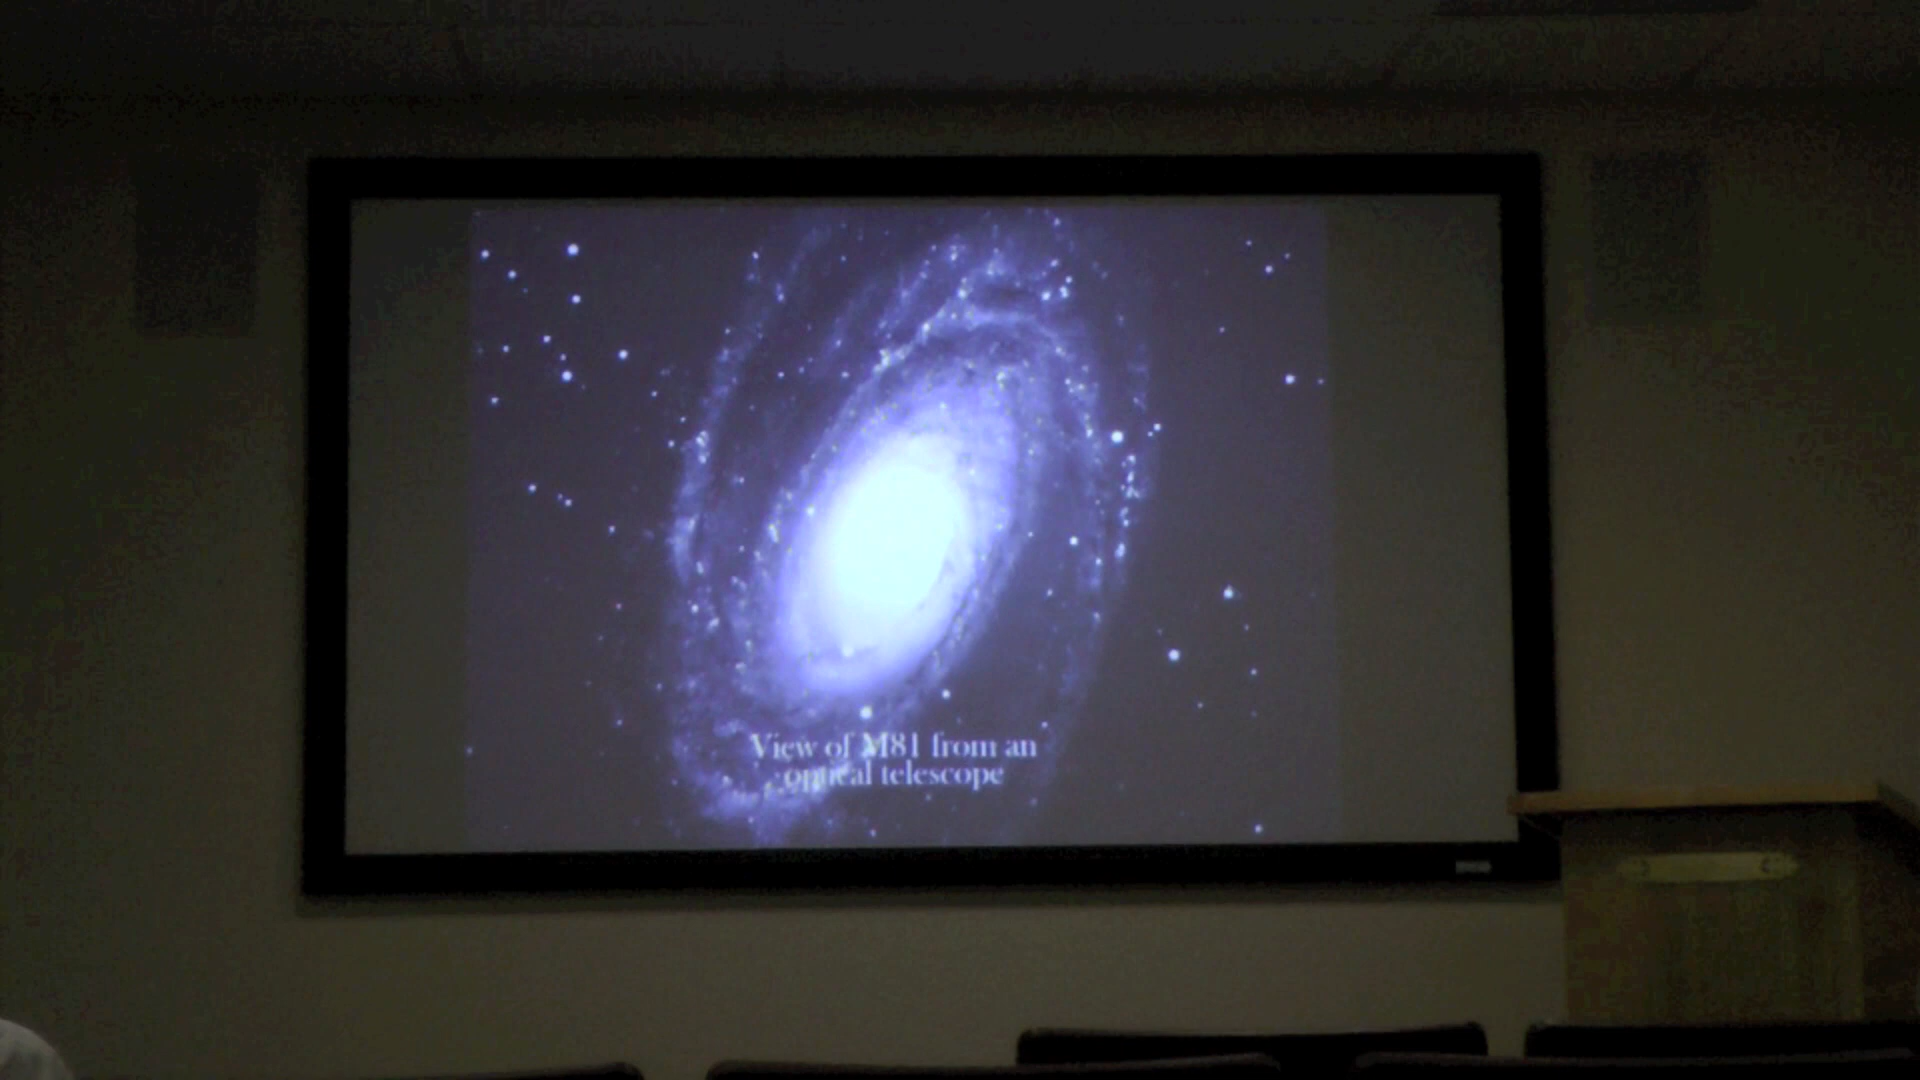 View of M81 from an
optical telescope